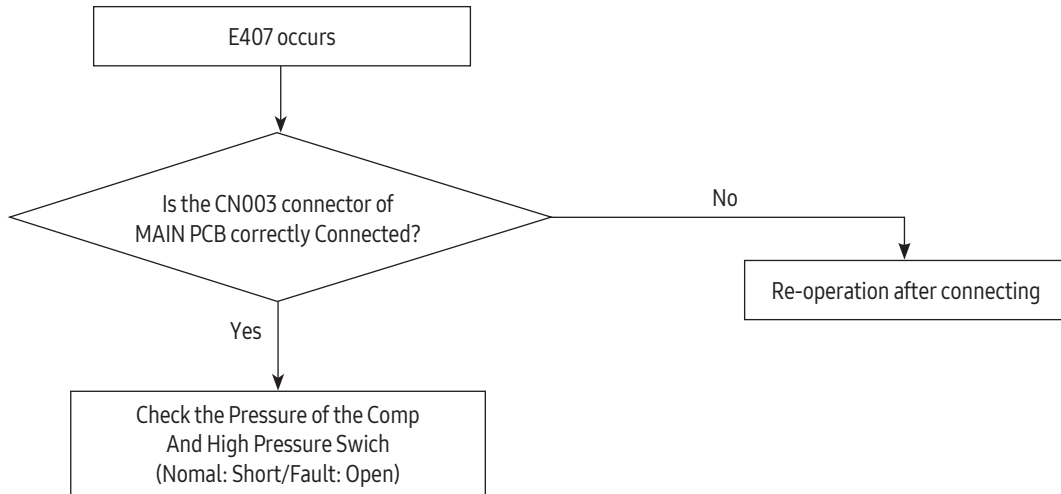 E407 occurs
Is the CN003 connector of
MAIN PCB correctly Connected?
No
Re-operation after connecting
Yes
Check the Pressure of the Comp
And High Pressure Swich
(Nomal: Short/Fault: Open)